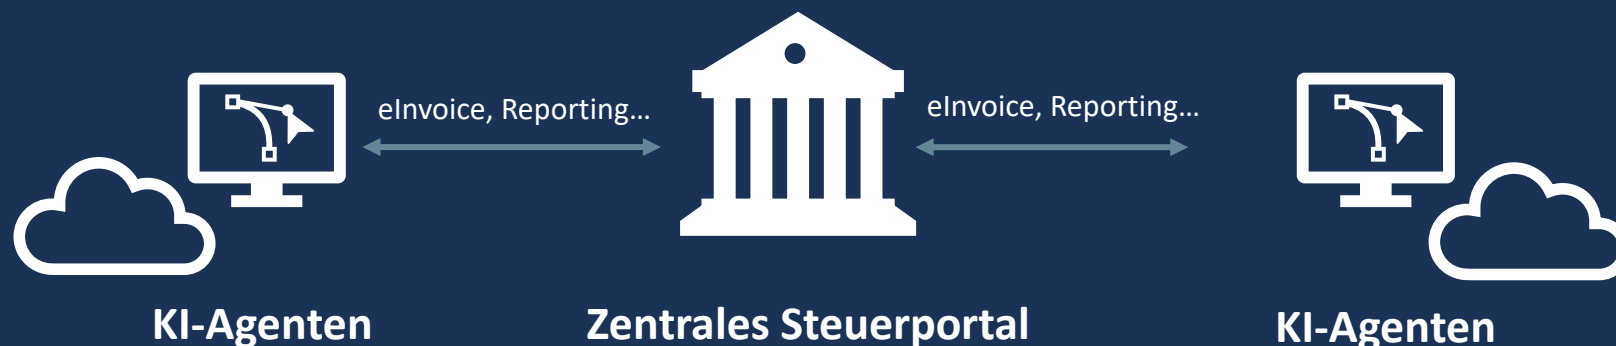 eInvoice, Reporting…
eInvoice, Reporting…
KI-Agenten
Zentrales Steuerportal
KI-Agenten